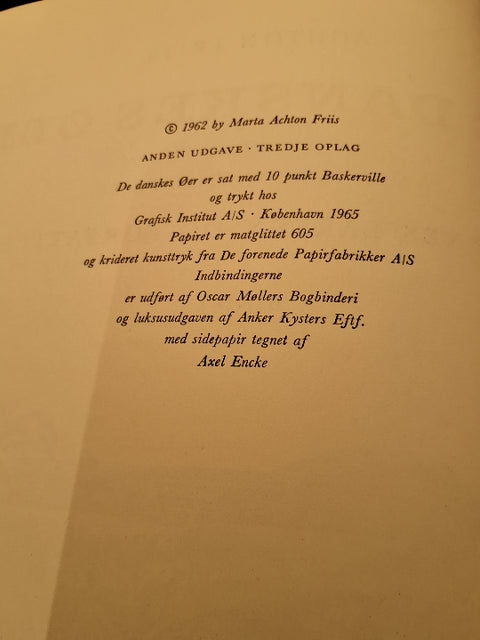 © 1962 by Marta Achton Friis
ANDEN UDGAVE · TREDJE OPLAG
De danskes Øer er sat med 10 punkt Baskerville
og trykt hos
Grafisk Institut A|S · København 1965
Papiret er matglittet 605
og krideret kunsttryk fra De forenede Papirfabrikker A|S
Indbindingerne
er udført af Oscar Møllers Bogbinderi
og luksusudgaven af Anker Kysters Eftf.
med sidepapir tegnet af
Axel Encke